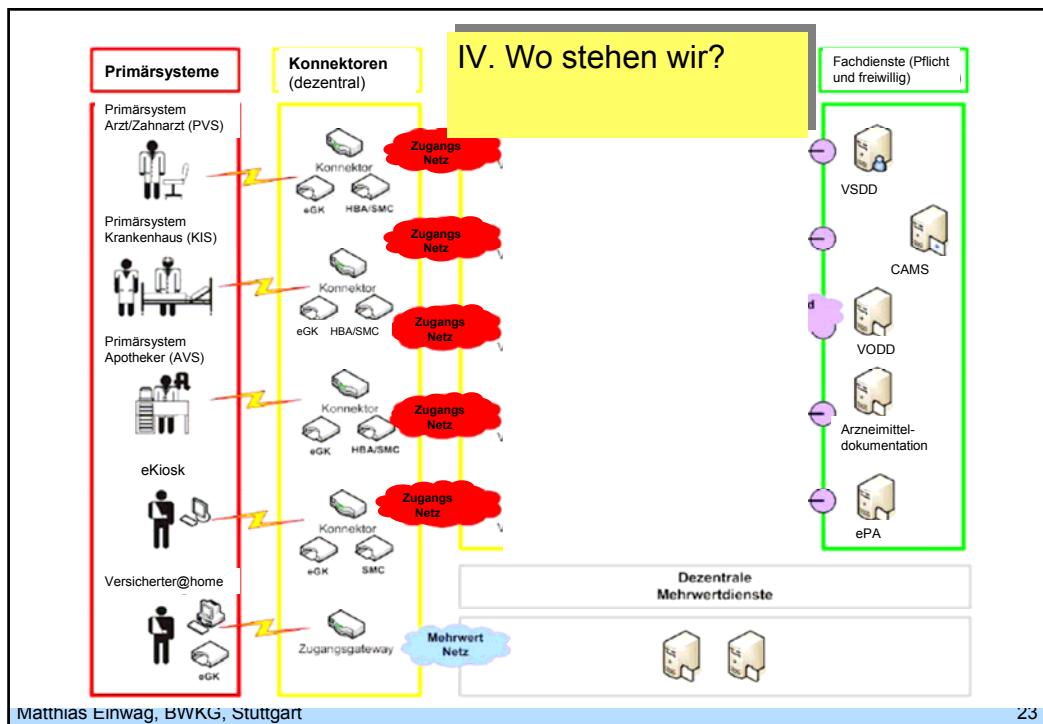 IV. Wo stehen wir?
Primärsysteme
Konnektoren
(dezentral)
Fachdienste (Pflicht
und freiwillig)
Primärsystem
Arzt/Zahnarzt (PVS)
Konnektor
eGK
HBA/SMC
Zugangs
Netz
VSDD
Primärsystem
Krankenhaus (KIS)
Konnektor
eGK
HBA/SMC
Zugangs
Netz
CAMS
Zugangs
Netz
VODD
Primärsystem
Apotheker (AVS)
Konnektor
eGK
HBA/SMC
Zugangs
Netz
Arzneimittel-
dokumentation
eKiosk
Konnektor
eGK
SMC
Zugangs
Netz
ePA
Dezentrale
Mehrwertdienste
Versicherter@home
eGK
Zugangsgateway
Mehrwert
Netz
Matthias Einwag, BWKG, Stuttgart
23